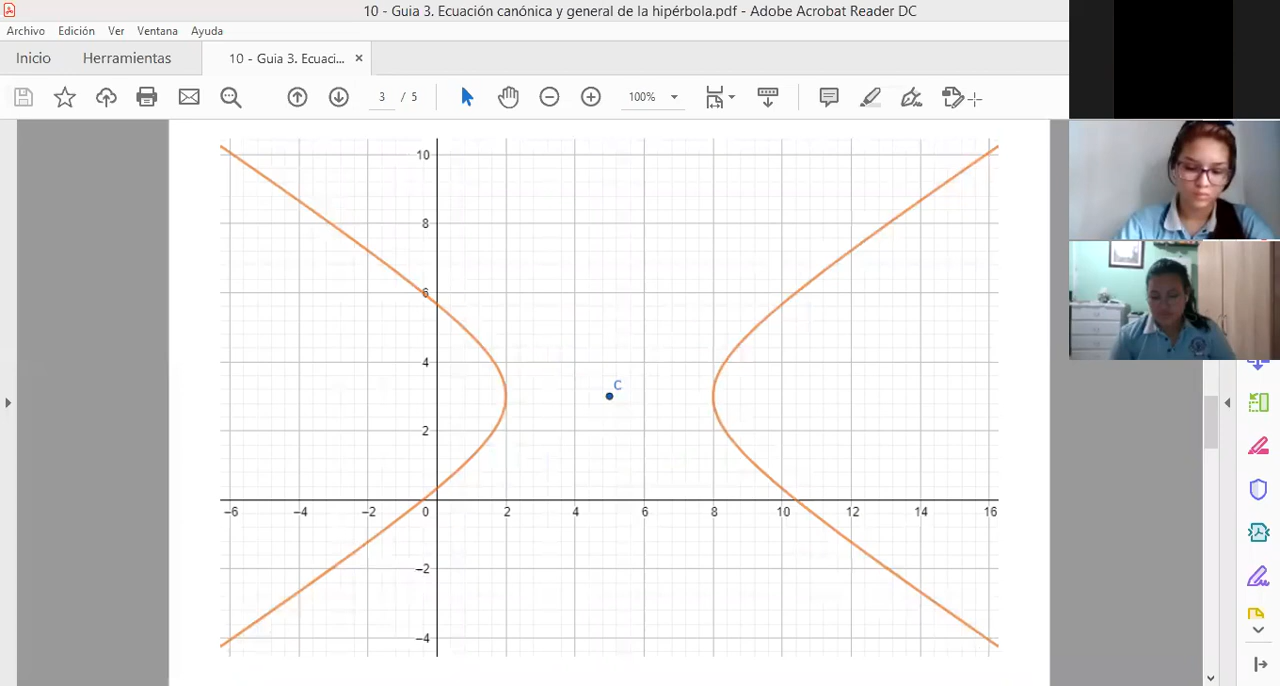 10 - Guia 3. Ecuación canónica y general de la hipérbola.pdf - Adobe Acrobat Reader DC
Archivo Edición Ver Ventana Ayuda
Inicio Herramientas 10 - Guia 3. Ecuaci... ×
3 / 5 100%
10
8
6
4
C
2
−6 −4 −2 0 2 4 6 8 10 12 14 16
−2
−4